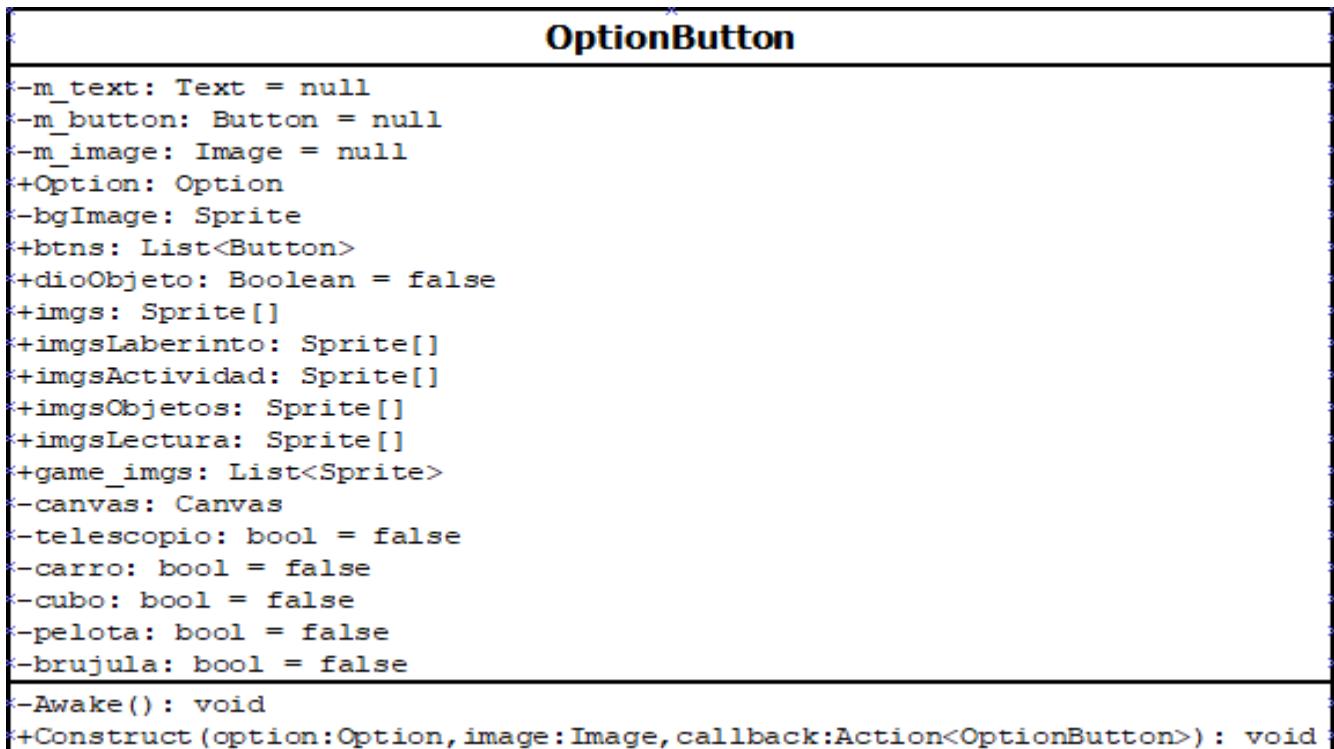 OptionButton
-m_text: Text = null
-m_button: Button = null
-m_image: Image = null
+Option: Option
-bgImage: Sprite
+btns: List<Button>
+dioObjeto: Boolean = false
+imgs: Sprite[]
+imgsLaberinto: Sprite[]
+imgsActividad: Sprite[]
+imgsObjetos: Sprite[]
+imgsLectura: Sprite[]
+game_imgs: List<Sprite>
-canvas: Canvas
-telescopio: bool = false
-carro: bool = false
-cubo: bool = false
-pelota: bool = false
-brujula: bool = false
-Awake(): void
+Construct(option:Option,image:Image,callback:Action<OptionButton>): void